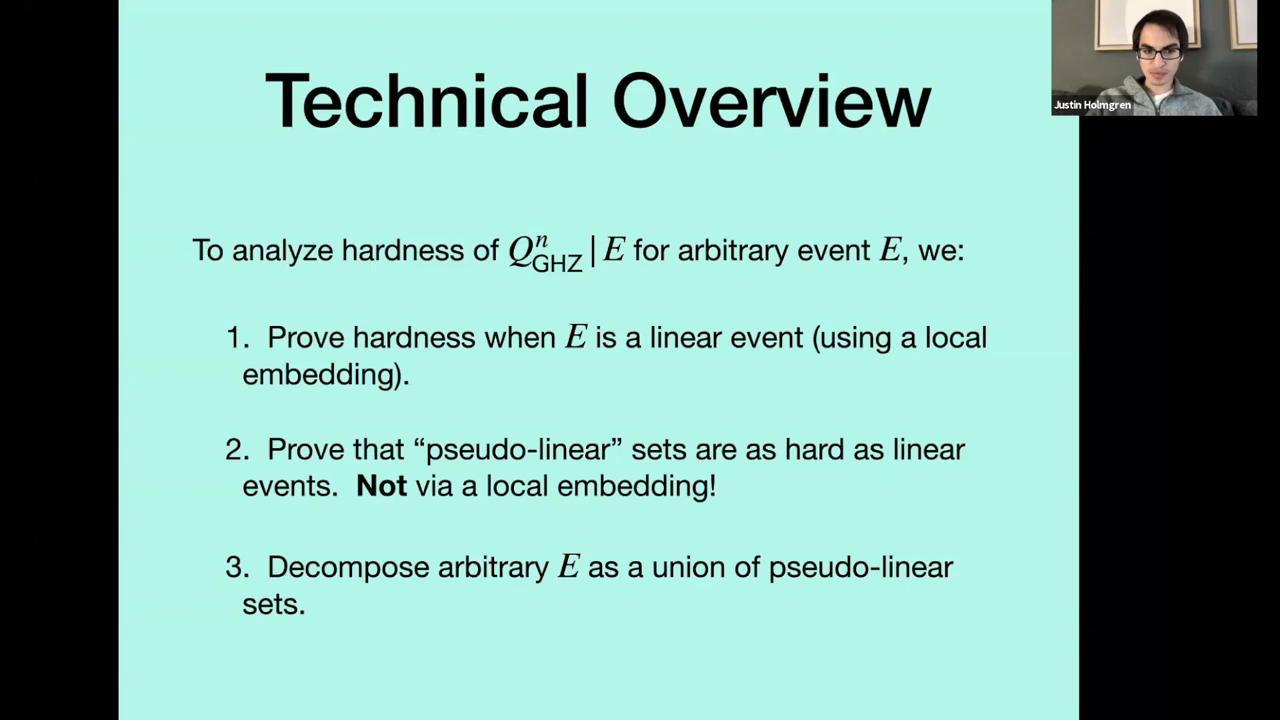 Technical Overview
Justin Holmgren
To analyze hardness of Q^n_GHZ | E for arbitrary event E, we:
1. Prove hardness when E is a linear event (using a local
embedding).
2. Prove that “pseudo-linear” sets are as hard as linear
events. Not via a local embedding!
3. Decompose arbitrary E as a union of pseudo-linear
sets.